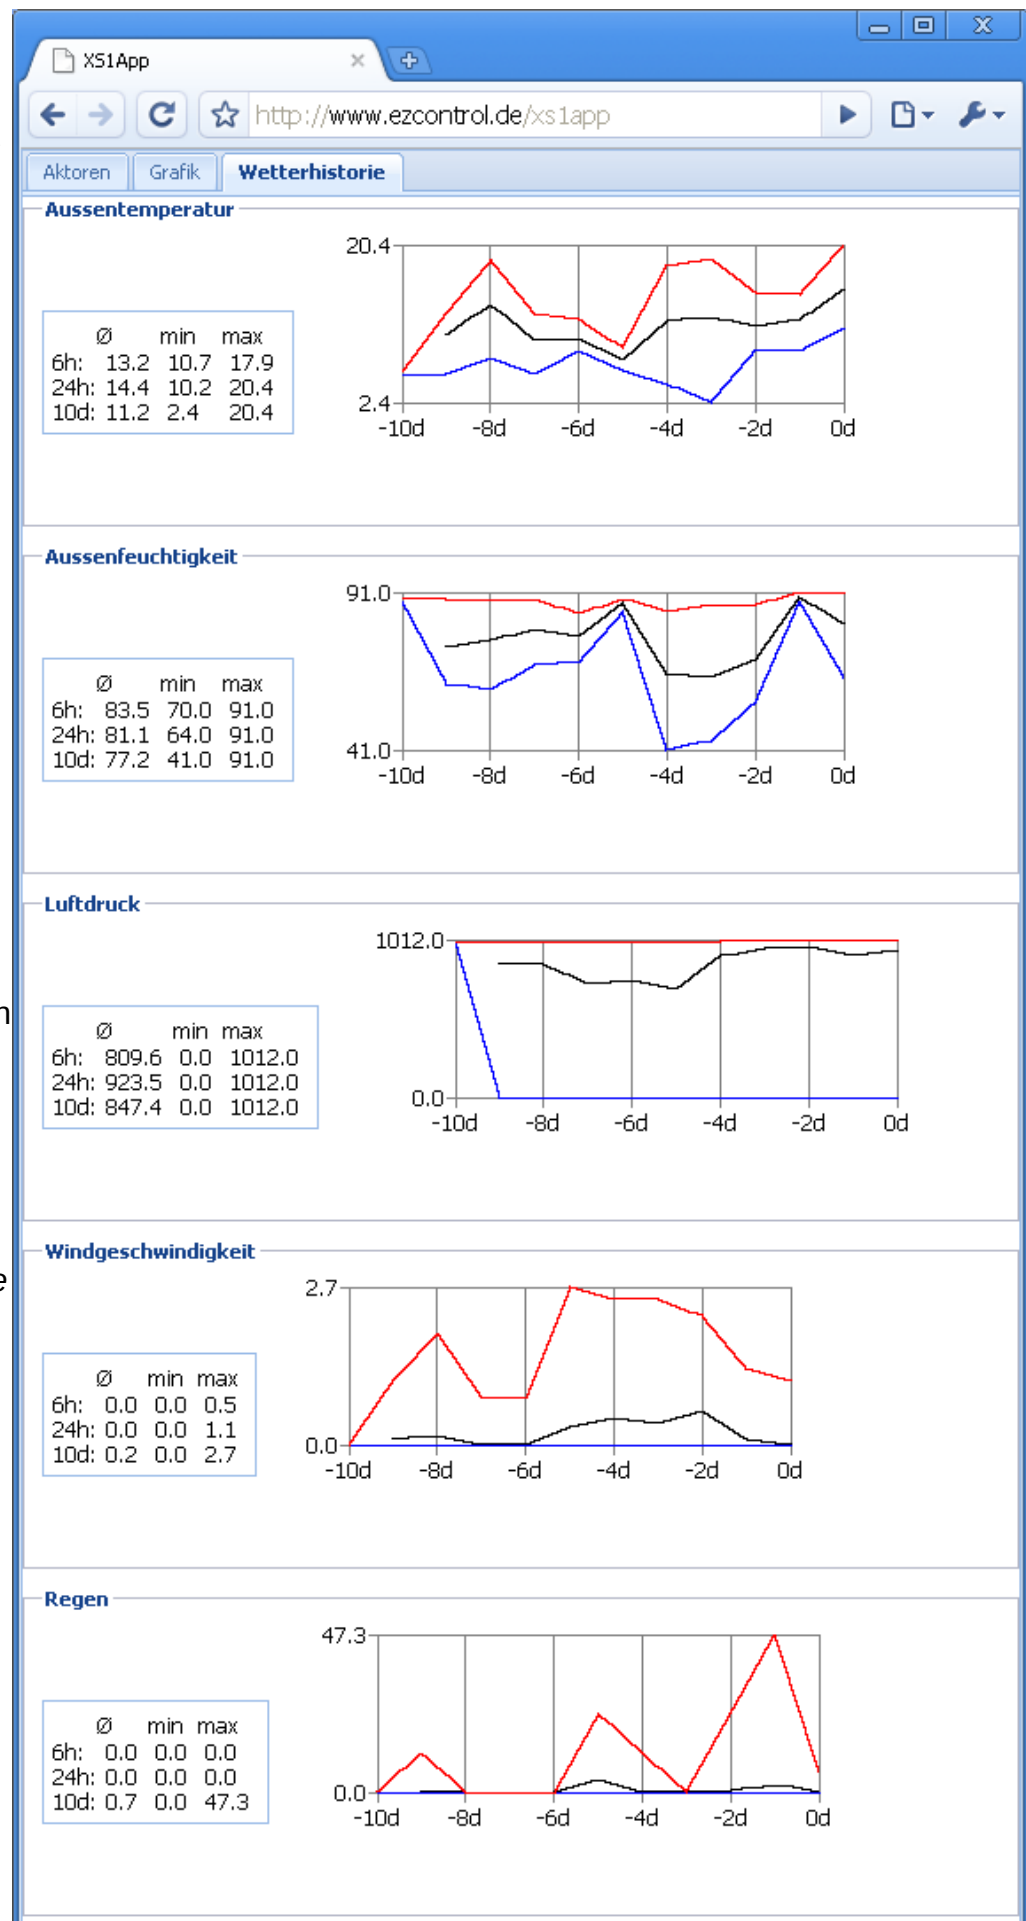 X
XS1App
http://www.ezcontrol.de/xs1app
Aktoren Grafik Wetterhistorie
Aussentemperatur
20.4
2.4
-10d -8d -6d -4d -2d 0d
Ø min max
6h: 13.2 10.7 17.9
24h: 14.4 10.2 20.4
10d: 11.2 2.4 20.4
Aussenfeuchtigkeit
91.0
41.0
-10d -8d -6d -4d -2d 0d
Ø min max
6h: 83.5 70.0 91.0
24h: 81.1 64.0 91.0
10d: 77.2 41.0 91.0
Luftdruck
1012.0
0.0
-10d -8d -6d -4d -2d 0d
n
Ø min max
6h: 809.6 0.0 1012.0
24h: 923.5 0.0 1012.0
10d: 847.4 0.0 1012.0
Windgeschwindigkeit
e
2.7
0.0
-10d -8d -6d -4d -2d 0d
Ø min max
6h: 0.0 0.0 0.5
24h: 0.0 0.0 1.1
10d: 0.2 0.0 2.7
Regen
47.3
0.0
-10d -8d -6d -4d -2d 0d
Ø min max
6h: 0.0 0.0 0.0
24h: 0.0 0.0 0.0
10d: 0.7 0.0 47.3